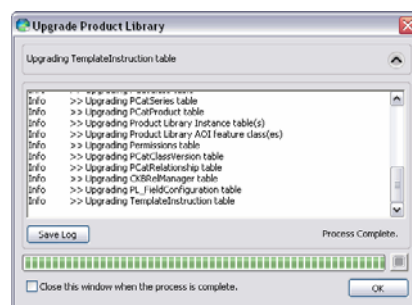 Upgrade Product Library
Upgrading TemplateInstruction table
Info >> Upgrading PCatSeries table
Info >> Upgrading PCatProduct table
Info >> Upgrading Product Library Instance table(s)
Info >> Upgrading Product Library AOI feature class(es)
Info >> Upgrading Permissions table
Info >> Upgrading PCatClassVersion table
Info >> Upgrading PCatRelationship table
Info >> Upgrading CKBRelManager table
Info >> Upgrading PL_FieldConfiguration table
Info >> Upgrading TemplateInstruction table
Save Log
Process Complete.
Close this window when the process is complete.
OK